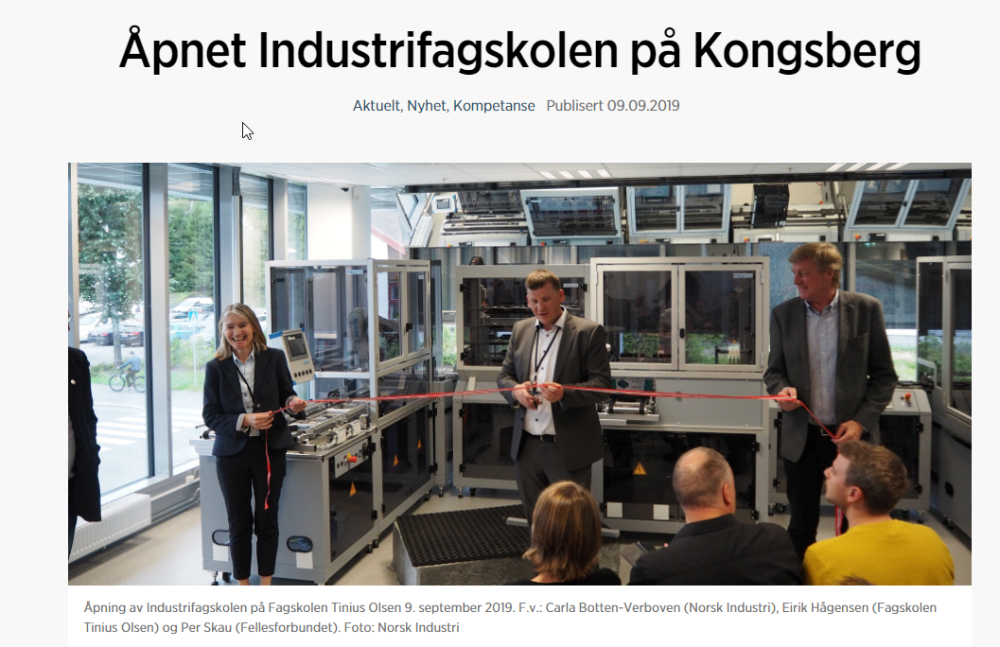 Åpnet Industrifagskolen på Kongsberg
Aktuelt, Nyhet, Kompetanse Publisert 09.09.2019
Åpning av Industrifagskolen på Fagskolen Tinius Olsen 9. september 2019. F.v.: Carla Botten-Verboven (Norsk Industri), Eirik Hågensen (Fagskolen
Tinius Olsen) og Per Skau (Fellesforbundet). Foto: Norsk Industri